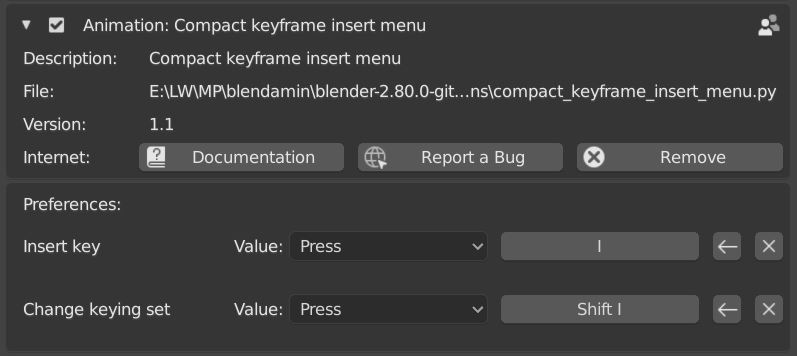 Animation: Compact keyframe insert menu
Description: Compact keyframe insert menu
File: E:\LW\MP\blendamin\blender-2.80.0-git...ns\compact_keyframe_insert_menu.py
Version: 1.1
Internet: Documentation Report a Bug Remove
Preferences:
Insert key Value: Press I
Change keying set Value: Press Shift I